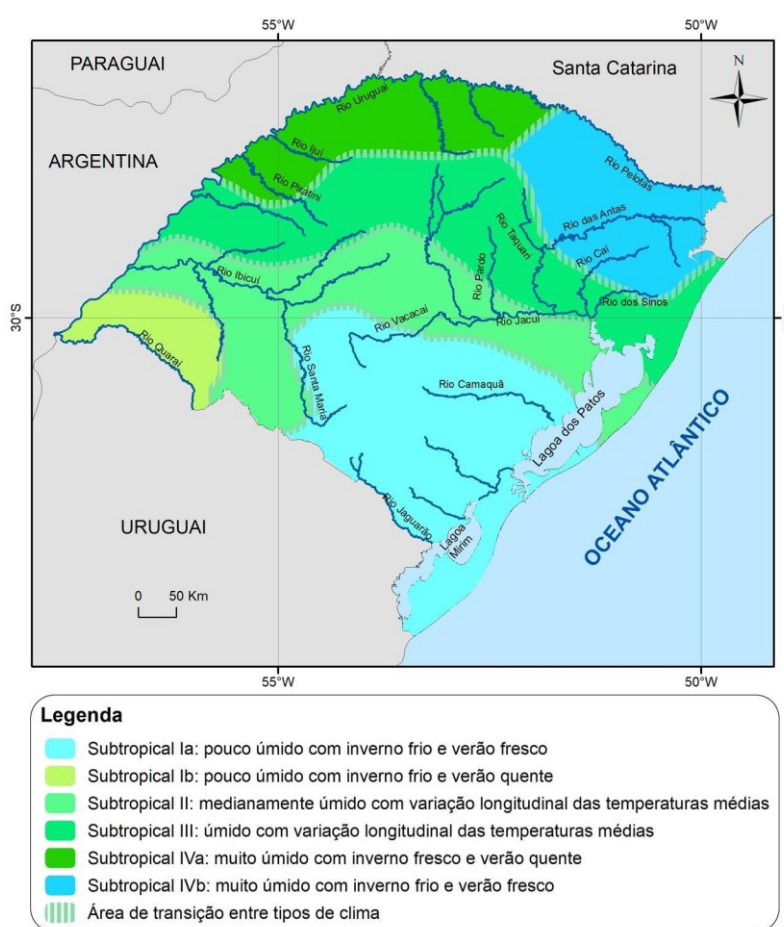 55°W
50°W
PARAGUAI
Santa Catarina
N
Rio Uruguai
ARGENTINA
Rio Ijuí
Rio Pelotas
Rio Piratini
Rio das Antas
Rio Taquari
Rio Caí
Rio Pardo
Rio Ibicuí
Rio dos Sinos
30°S
30°S
Rio Vacacaí
Rio Jacuí
Rio Quaraí
Rio Santa Maria
Rio Camaquã
Lagoa dos Patos
OCEANO ATLÂNTICO
URUGUAI
Rio Jaguarão
Lagoa
Mirim
0 50 Km
55°W
50°W
Legenda
Subtropical Ia: pouco úmido com inverno frio e verão fresco
Subtropical Ib: pouco úmido com inverno frio e verão quente
Subtropical II: medianamente úmido com variação longitudinal das temperaturas médias
Subtropical III: úmido com variação longitudinal das temperaturas médias
Subtropical IVa: muito úmido com inverno fresco e verão quente
Subtropical IVb: muito úmido com inverno frio e verão fresco
Área de transição entre tipos de clima